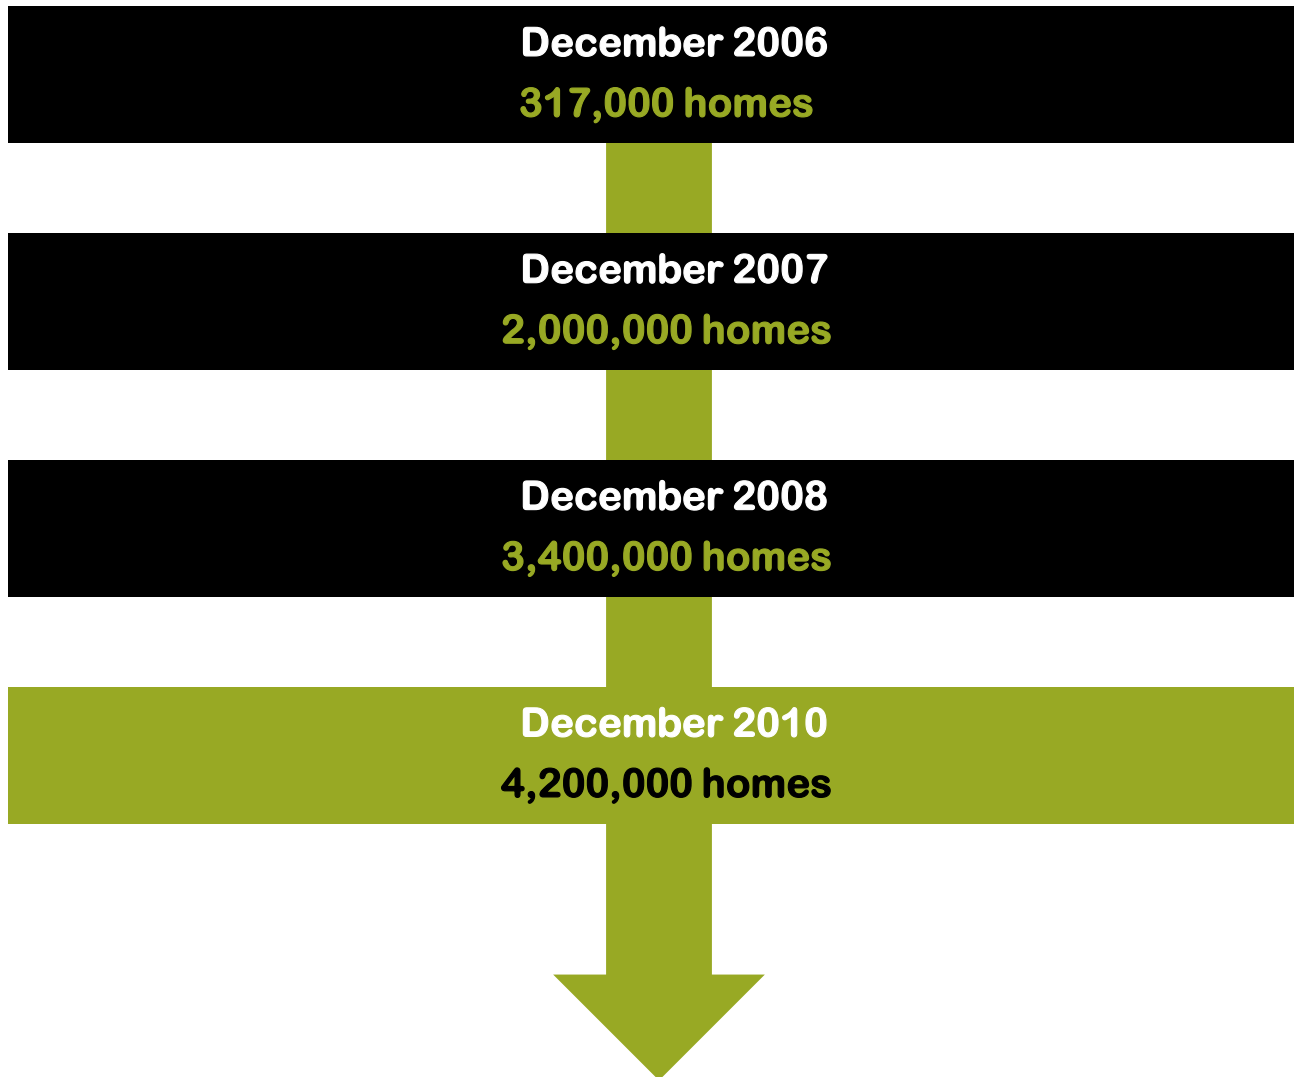 December 2006
317,000 homes
December 2007
2,000,000 homes
December 2008
3,400,000 homes
December 2010
4,200,000 homes